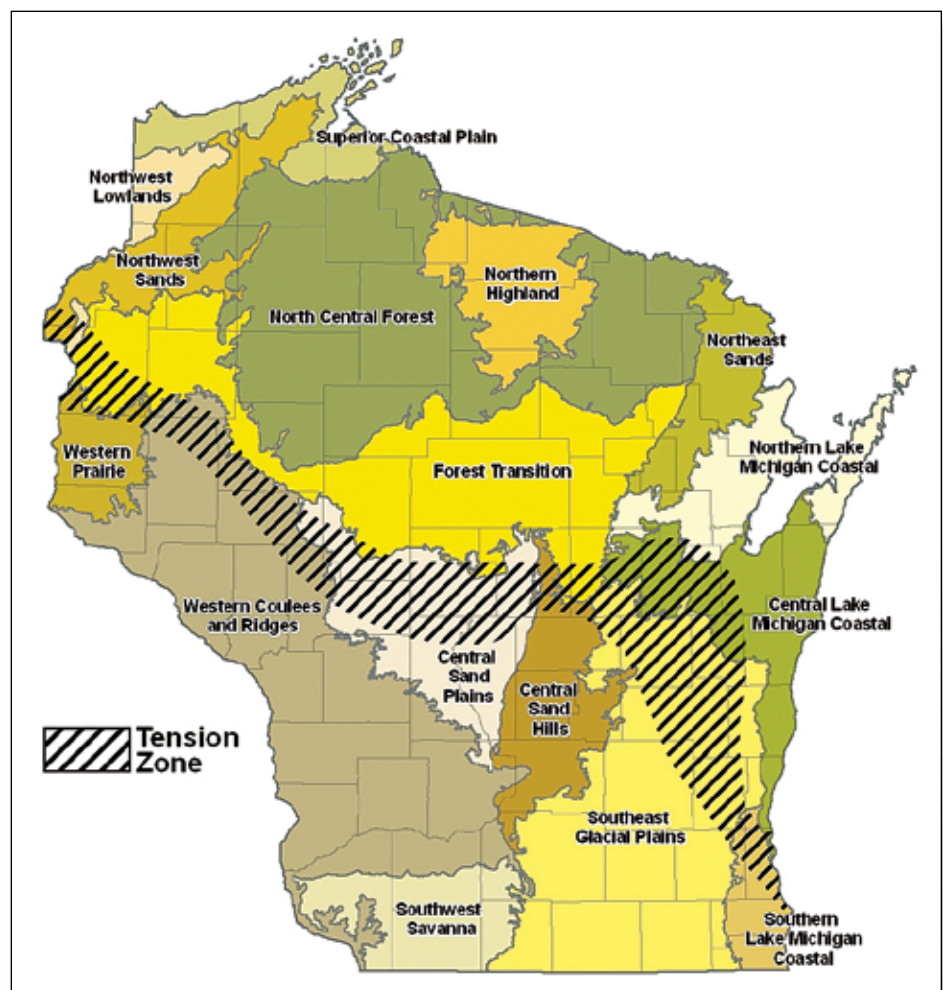 Superior Coastal Plain
Northwest
Lowlands
Northwest
Sands
Northern
Highland
North Central Forest
Northeast
Sands
Western
Prairie
Forest Transition
Northern Lake
Michigan Coastal
Western Coulees
and Ridges
Central Lake
Michigan Coastal
Central
Sand
Plains
Central
Sand
Hills
Tension
Zone
Southeast
Glacial Plains
Southwest
Savanna
Southern
Lake Michigan
Coastal